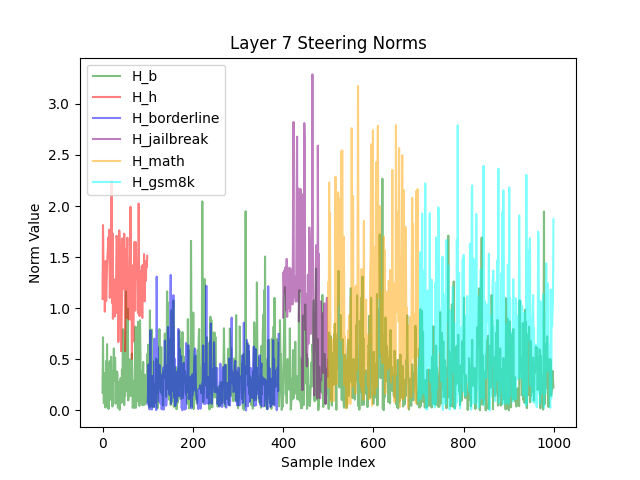 Layer 7 Steering Norms
H_b
H_h
H_borderline
H_jailbreak
H_math
H_gsm8k
Norm Value
3.0
2.5
2.0
1.5
1.0
0.5
0.0
0
200
400
600
800
1000
Sample Index